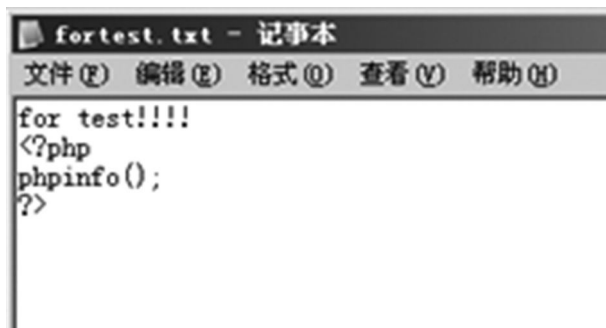 fortest.txt - 记事本
文件(F) 编辑(E) 格式(O) 查看(V) 帮助(H)
for test!!!!
<?php
phpinfo();
?>